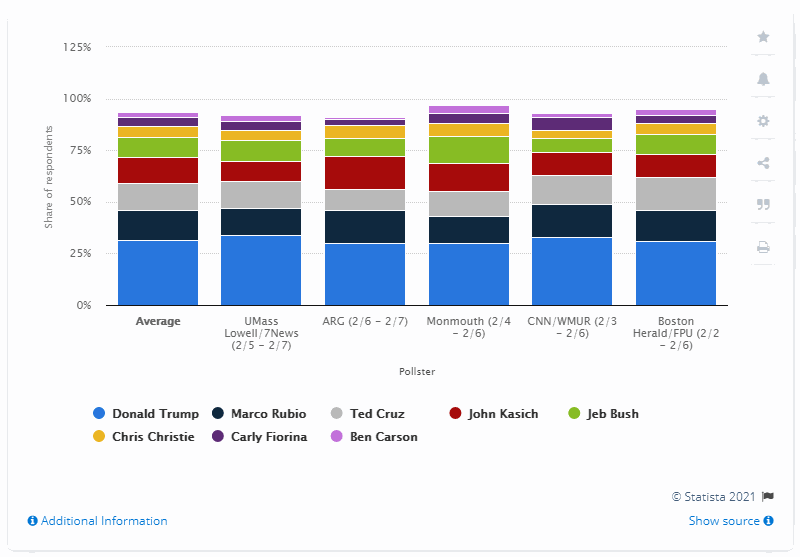 125%
100%
75%
50%
25%
0%
Share of respondents
Average
UMass
Lowell/7News
(2/5 – 2/7)
ARG (2/6 – 2/7)
Monmouth (2/4
– 2/6)
CNN/WMUR (2/3
– 2/6)
Boston
Herald/FPU (2/2
– 2/6)
Pollster
Donald Trump
Marco Rubio
Ted Cruz
John Kasich
Jeb Bush
Chris Christie
Carly Fiorina
Ben Carson
© Statista 2021
Additional Information
Show source